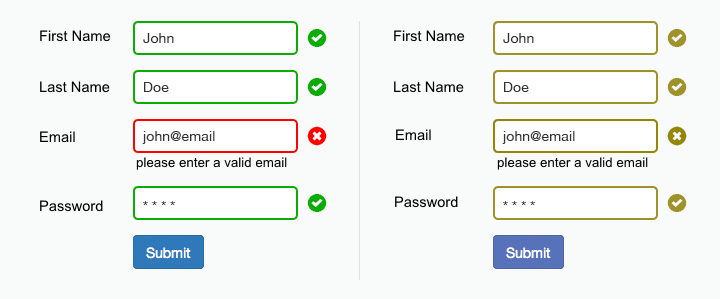 First Name John
Last Name Doe
Email john@email
please enter a valid email
Password * * * *
Submit
First Name John
Last Name Doe
Email john@email
please enter a valid email
Password * * * *
Submit